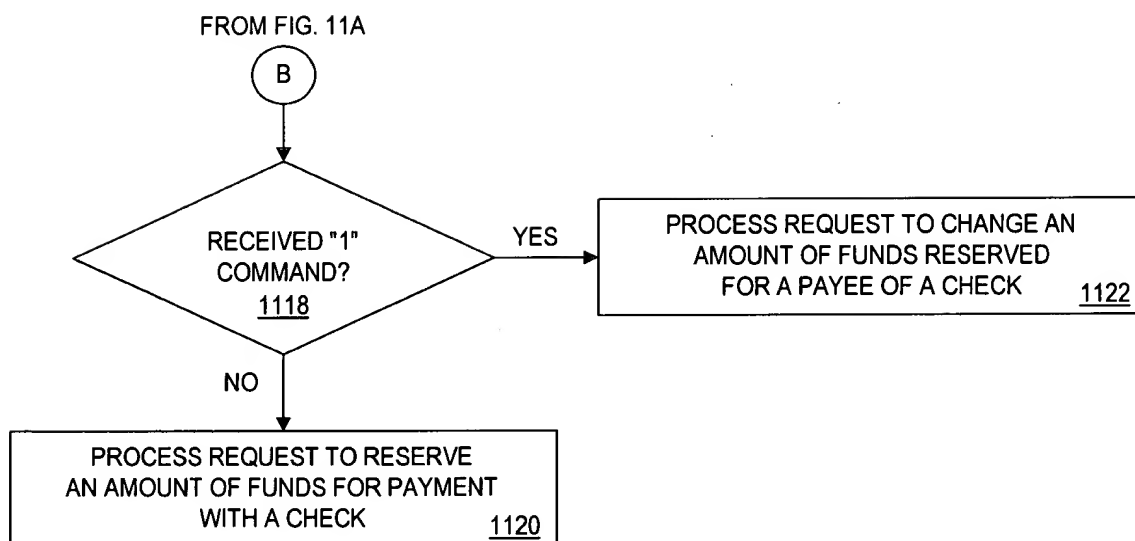 FROM FIG. 11A
B
RECEIVED "1"
COMMAND?
1118
YES
PROCESS REQUEST TO CHANGE AN
AMOUNT OF FUNDS RESERVED
FOR A PAYEE OF A CHECK
1122
NO
PROCESS REQUEST TO RESERVE
AN AMOUNT OF FUNDS FOR PAYMENT
WITH A CHECK
1120